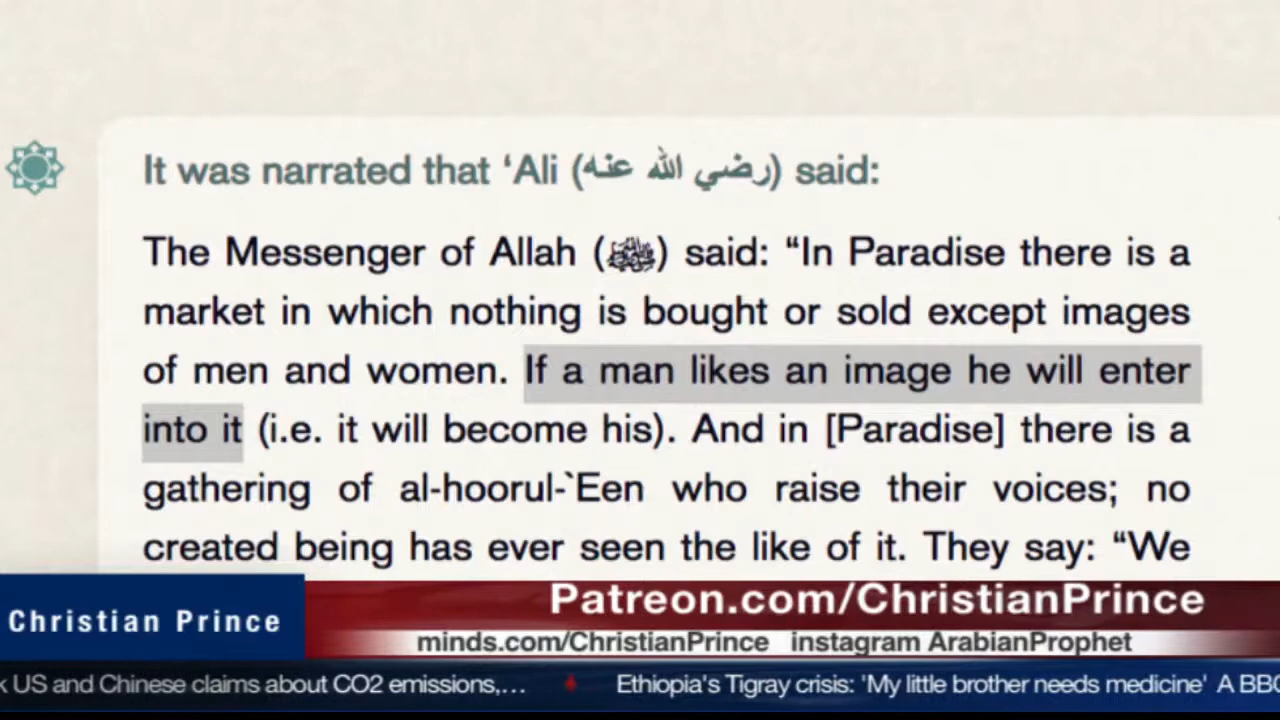 It was narrated that ‘Ali (رضي الله عنه) said:
The Messenger of Allah (ﷺ) said: “In Paradise there is a
market in which nothing is bought or sold except images
of men and women. If a man likes an image he will enter
into it (i.e. it will become his). And in [Paradise] there is a
gathering of al-hoorul-`Een who raise their voices; no
created being has ever seen the like of it. They say: “We
Patreon.com/ChristianPrince
Christian Prince
minds.com/ChristianPrince instagram ArabianProphet
k US and Chinese claims about CO2 emissions,... Ethiopia's Tigray crisis: 'My little brother needs medicine' A BBC